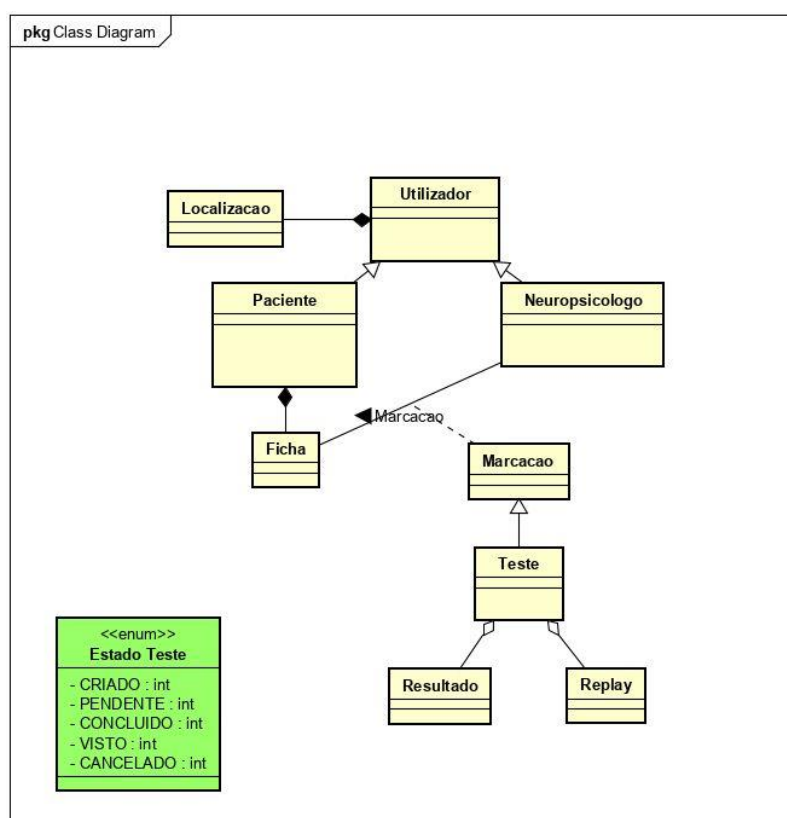 pkg Class Diagram
Utilizador
Localizacao
Paciente
Neuropsicologo
Marcacao
Ficha
Marcacao
Teste
Resultado
Replay
<<enum>>
Estado Teste
- CRIADO : int
- PENDENTE : int
- CONCLUIDO : int
- VISTO : int
- CANCELADO : int